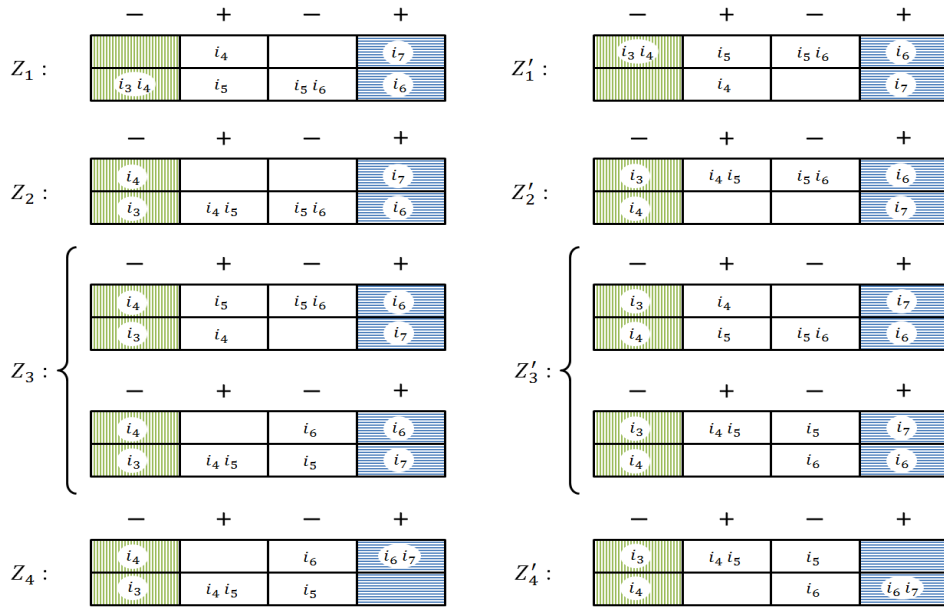 − + − + − + − +
Z₁ : i₄ i₇ Z′₁ : i₃ i₄ i₅ i₅ i₆ i₆
i₃ i₄ i₅ i₅ i₆ i₆ i₄ i₇
− + − + − + − +
Z₂ : i₄ i₇ Z′₂ : i₃ i₄ i₅ i₅ i₆ i₆
i₃ i₄ i₅ i₅ i₆ i₆ i₄ i₇
− + − + − + − +
i₄ i₅ i₅ i₆ i₆ i₃ i₄ i₇
i₃ i₄ i₇ i₄ i₅ i₅ i₆ i₆
Z₃ : Z′₃ :
− + − + − + − +
i₄ i₆ i₆ i₃ i₄ i₅ i₅ i₇
i₃ i₄ i₅ i₅ i₇ i₄ i₆ i₆
− + − + − + − +
Z₄ : i₄ i₆ i₆ i₇ Z′₄ : i₃ i₄ i₅ i₅
i₃ i₄ i₅ i₅ i₄ i₆ i₆ i₇